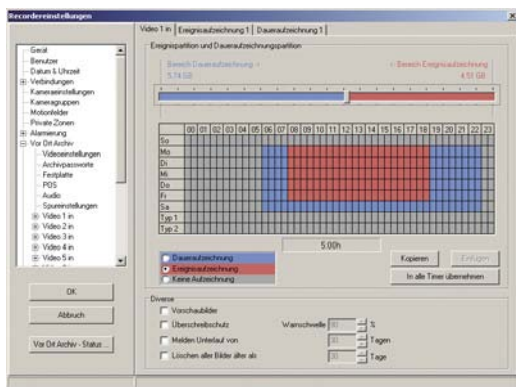 Recordereinstellungen
Gerät
Benutzer
Datum & Uhrzeit
Verbindungen
Kameraeinstellungen
Kameragruppen
Motionfelder
Private Zonen
Alarmierung
Vor Ort Archiv
Videoeinstellungen
Archivpassworte
Festplatte
POS
Audio
Spureinstellungen
Video 1 in
Video 2 in
Video 3 in
Video 4 in
Video 5 in
OK
Abbruch
Vor Ort Archiv - Status ...
Video 1 in Ereignisaufzeichnung 1 Daueraufzeichnung 1
Ereignispartition und Daueraufzeichnungspartition
Bereich Daueraufzeichnung > < Bereich Ereignisaufzeichnung
5.74 GB 4.51 GB
00 01 02 03 04 05 06 07 08 09 10 11 12 13 14 15 16 17 18 19 20 21 22 23
So
Mo
Di
Mi
Do
Fr
Sa
Typ 1
Typ 2
5.00h
Daueraufzeichnung
Ereignisaufzeichnung
Keine Aufzeichnung
Kopieren Einfügen
In alle Timer übernehmen
Diverse
Vorschaubilder
Überschreibschutz Warnschwelle %
Melden Unterlauf von Tagen
Löschen aller Bilder älter als Tage